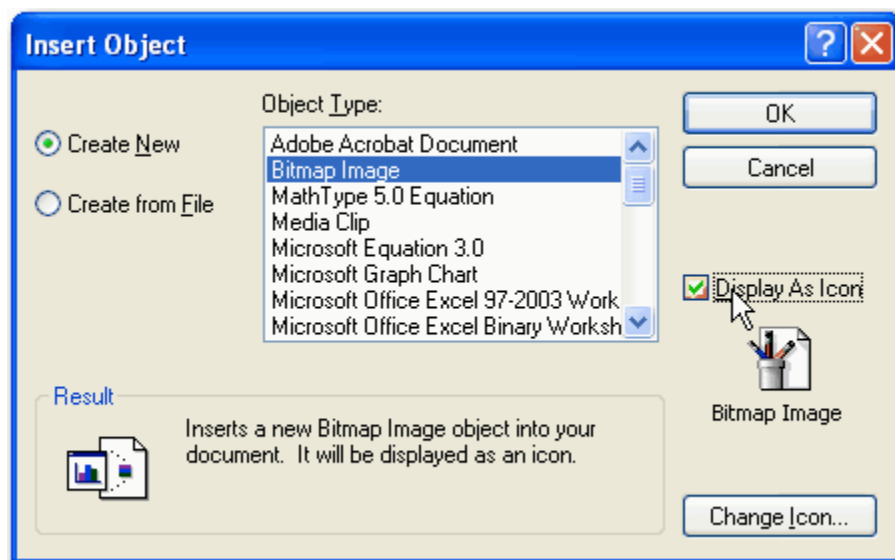 Insert Object
Object Type:
Create New
Create from File
Adobe Acrobat Document
Bitmap Image
MathType 5.0 Equation
Media Clip
Microsoft Equation 3.0
Microsoft Graph Chart
Microsoft Office Excel 97-2003 Work
Microsoft Office Excel Binary Worksh
OK
Cancel
Display As Icon
Bitmap Image
Result
Inserts a new Bitmap Image object into your
document. It will be displayed as an icon.
Change Icon...